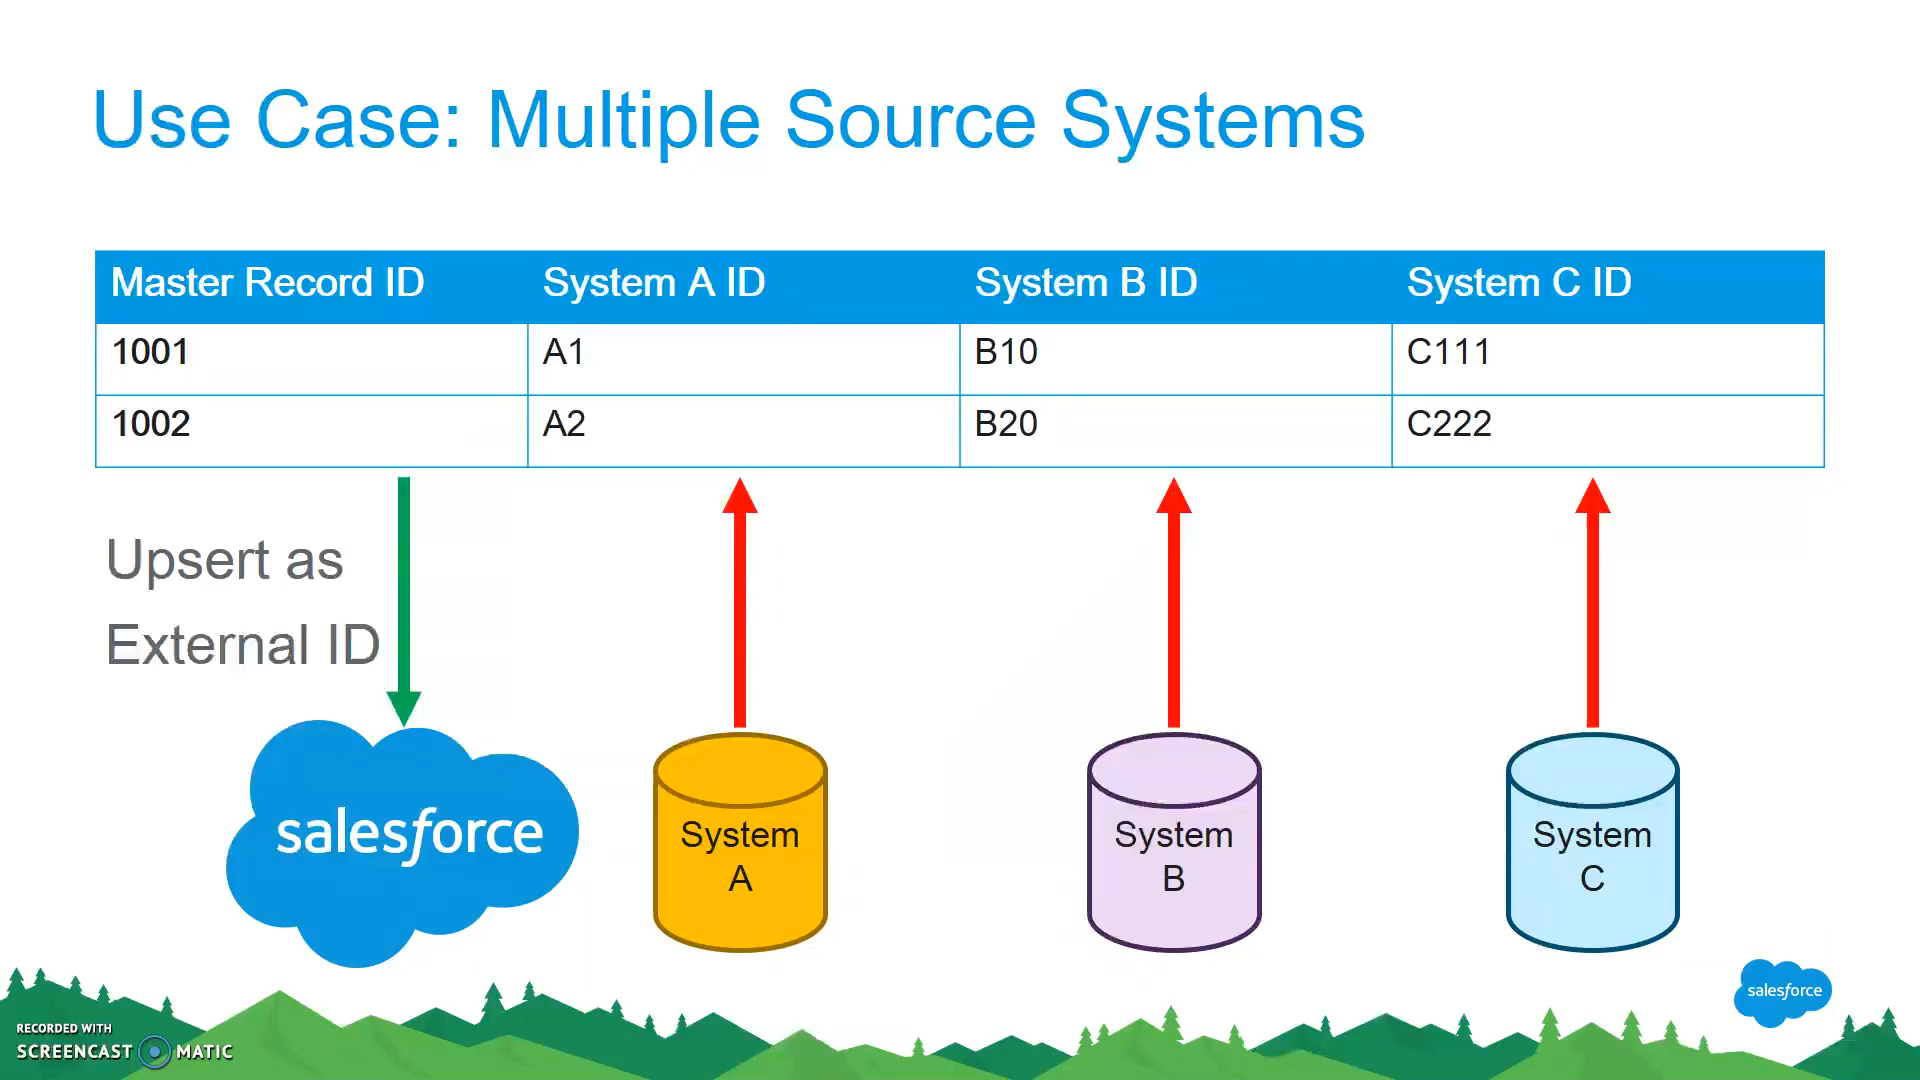 Use Case: Multiple Source Systems
Master Record ID System A ID System B ID System C ID
1001 A1 B10 C111
1002 A2 B20 C222
Upsert as
External ID
salesforce
System
A
System
B
System
C
salesforce
RECORDED WITH
SCREENCAST MATIC